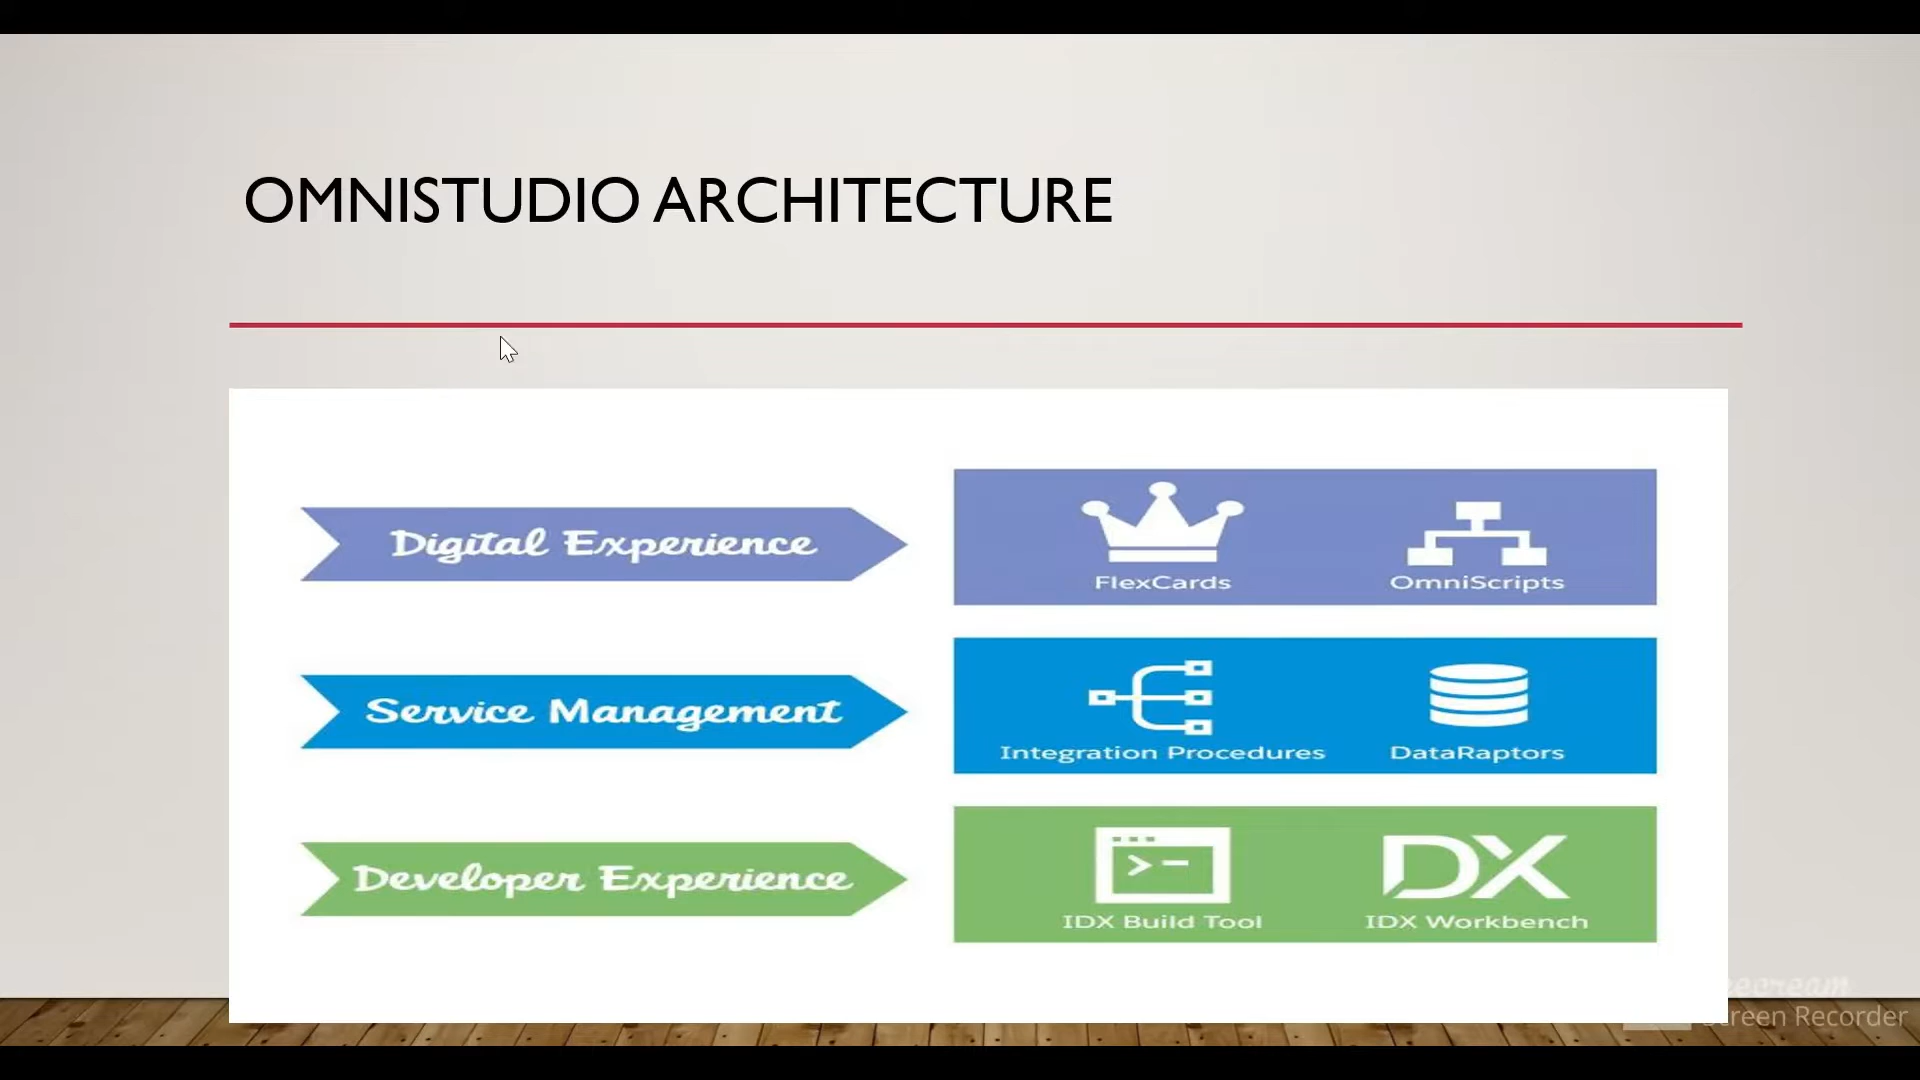 OMNISTUDIO ARCHITECTURE
Digital Experience
FlexCards
OmniScripts
Service Management
Integration Procedures
DataRaptors
Developer Experience
DX
IDX Build Tool
IDX Workbench
Screen Recorder